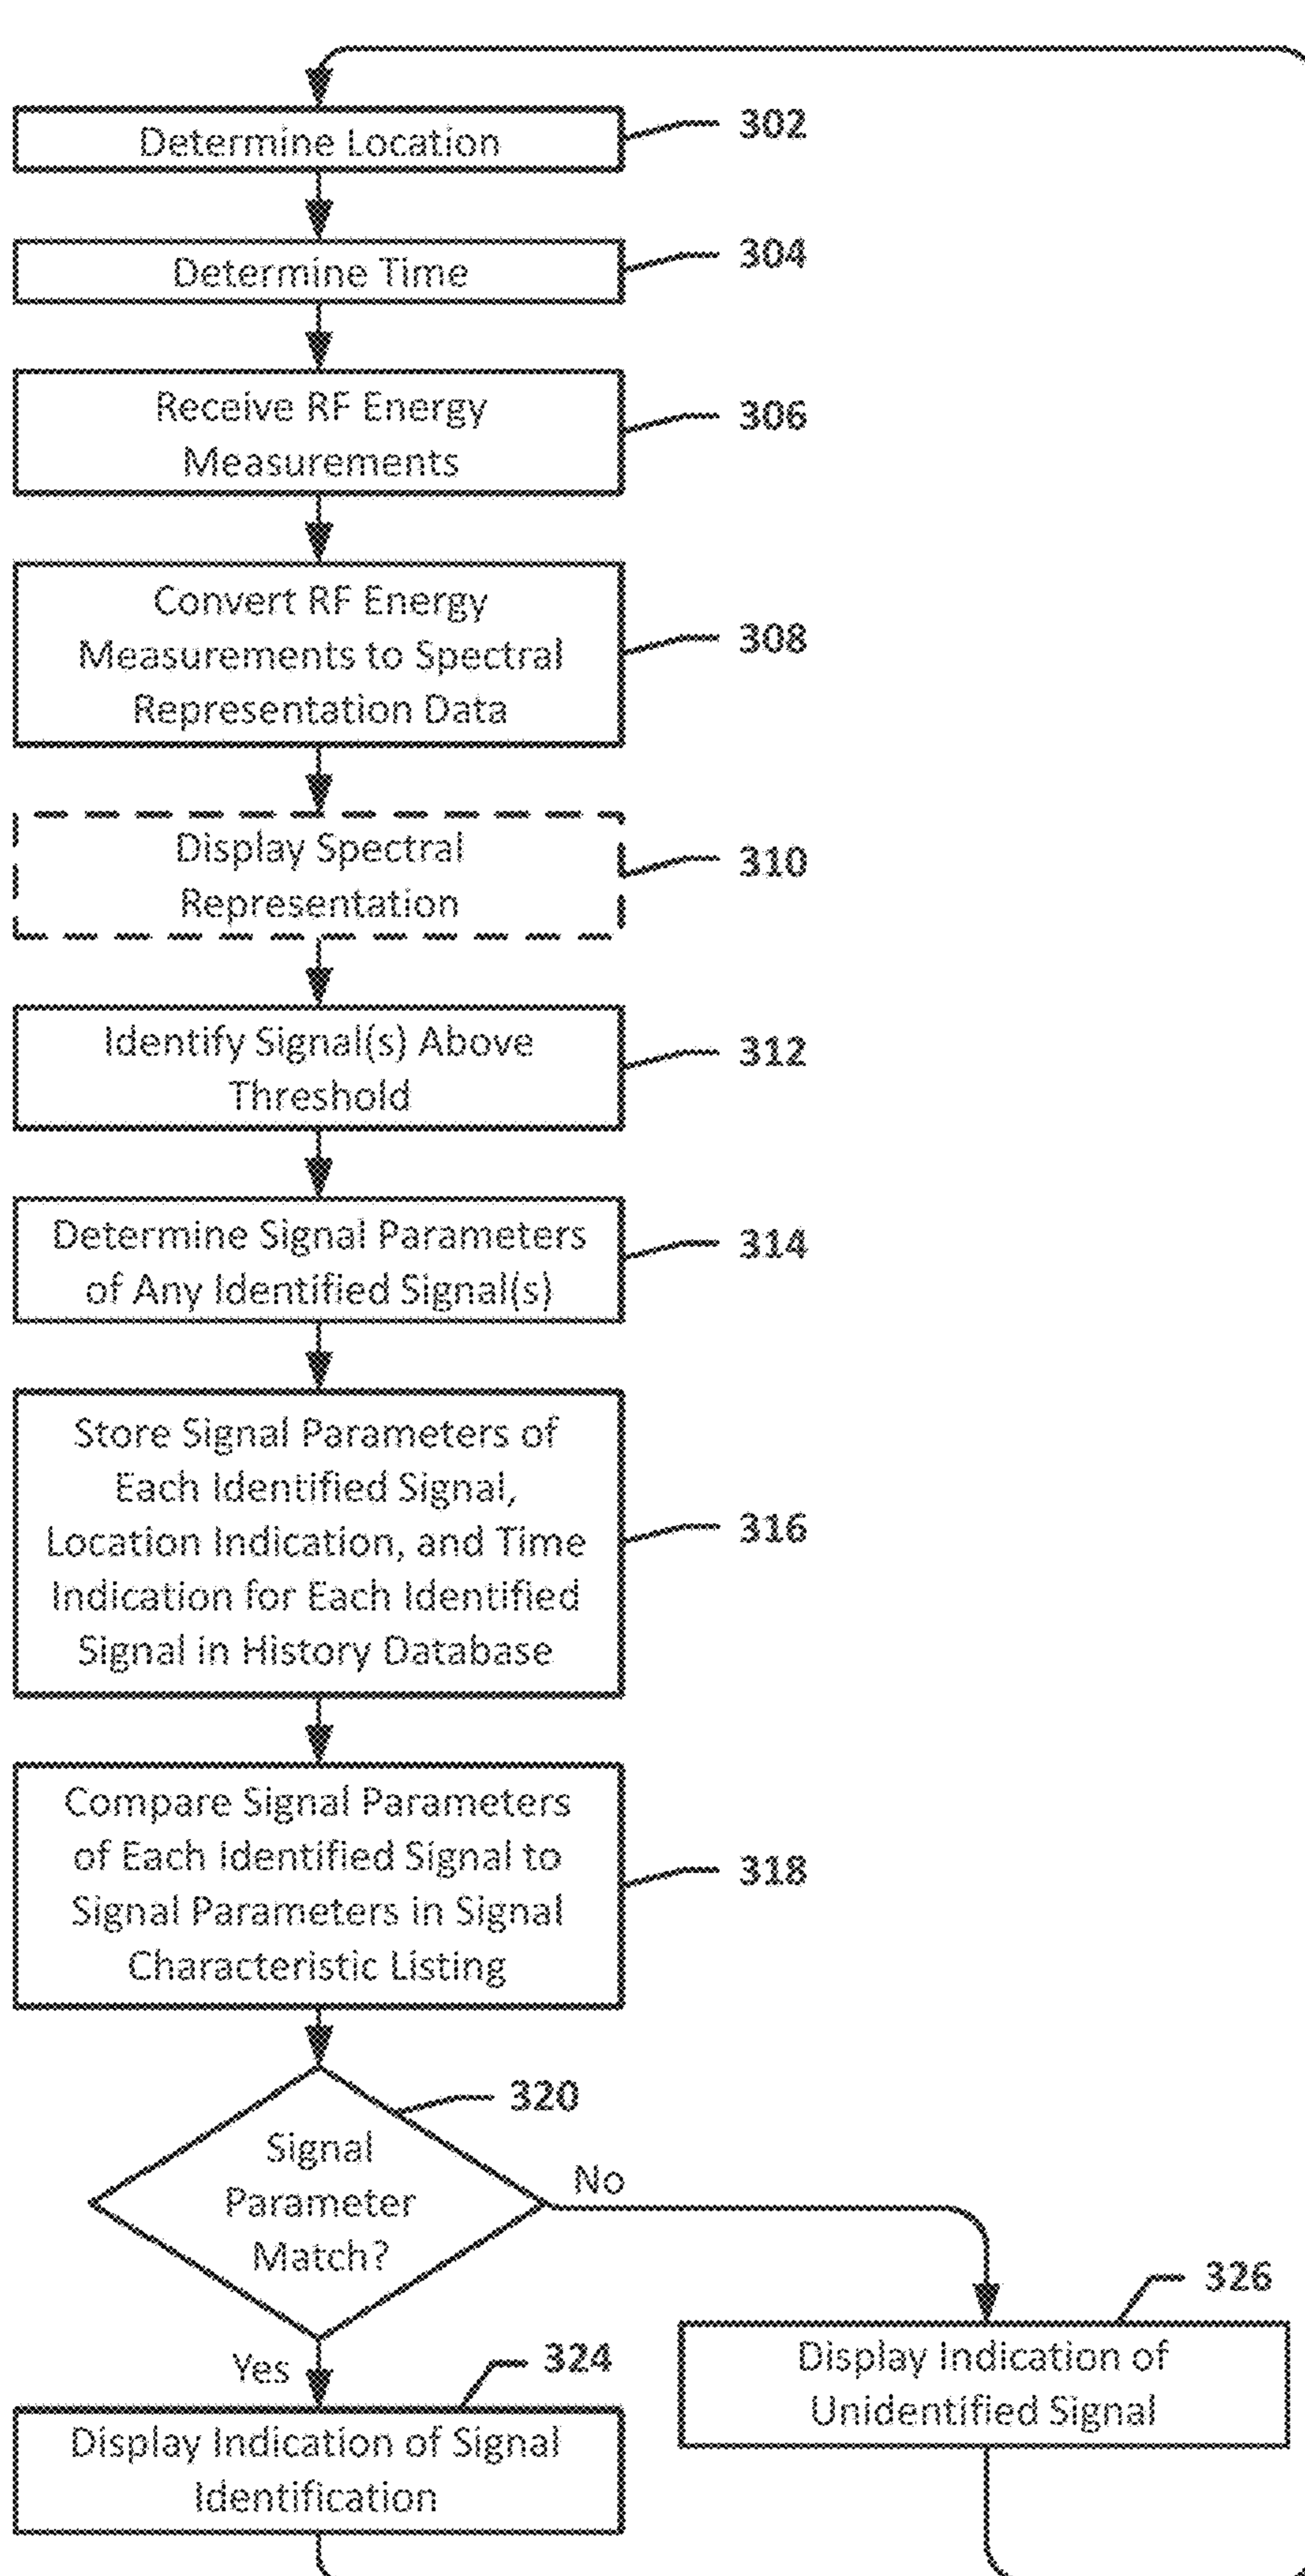 Determine Location
302
Determine Time
304
Receive RF Energy
Measurements
306
Convert RF Energy
Measurements to Spectral
Representation Data
308
Display Spectral
Representation
310
Identify Signal(s) Above
Threshold
312
Determine Signal Parameters
of Any Identified Signal(s)
314
Store Signal Parameters of
Each Identified Signal,
Location Indication, and Time
Indication for Each Identified
Signal in History Database
316
Compare Signal Parameters
of Each Identified Signal to
Signal Parameters in Signal
Characteristic Listing
318
Signal
Parameter
Match?
320
No
Yes
324
Display Indication of Signal
Identification
326
Display Indication of
Unidentified Signal